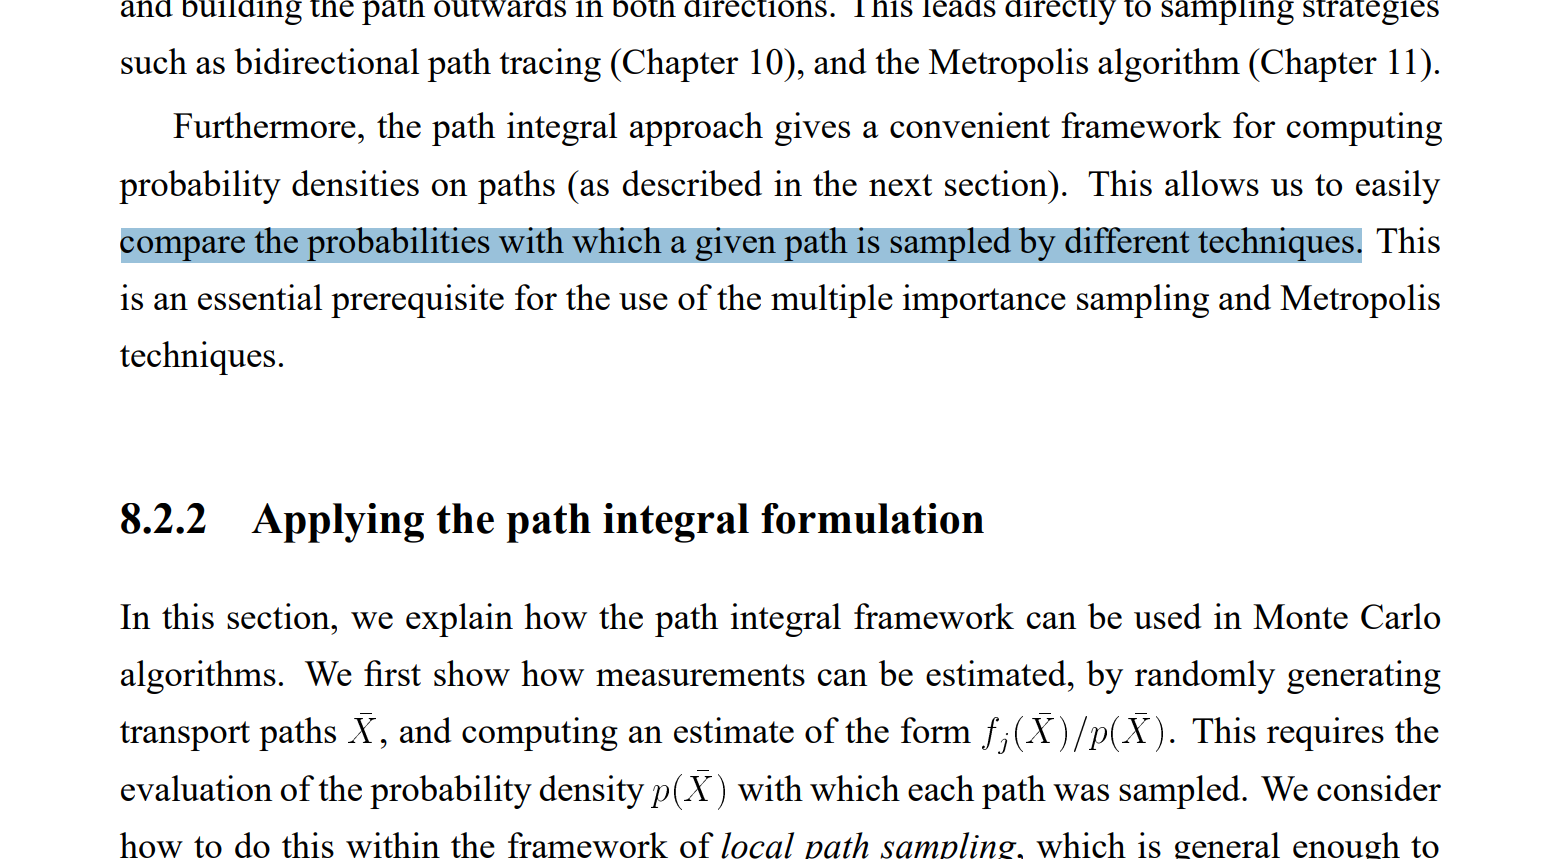 and building the path outwards in both directions. This leads directly to sampling strategies
such as bidirectional path tracing (Chapter 10), and the Metropolis algorithm (Chapter 11).
Furthermore, the path integral approach gives a convenient framework for computing
probability densities on paths (as described in the next section). This allows us to easily
compare the probabilities with which a given path is sampled by different techniques. This
is an essential prerequisite for the use of the multiple importance sampling and Metropolis
techniques.
8.2.2 Applying the path integral formulation
In this section, we explain how the path integral framework can be used in Monte Carlo
algorithms. We first show how measurements can be estimated, by randomly generating
transport paths X̄, and computing an estimate of the form fⱼ(X̄)/p(X̄). This requires the
evaluation of the probability density p(X̄) with which each path was sampled. We consider
how to do this within the framework of local path sampling, which is general enough to